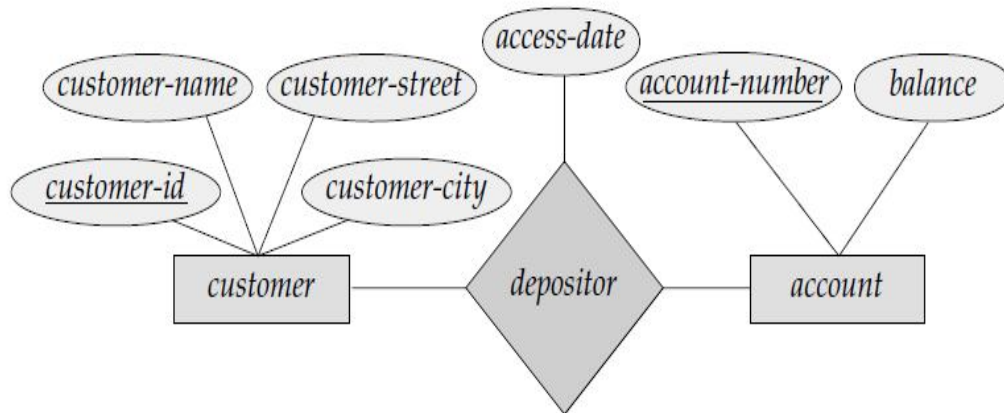 access-date
customer-name
customer-street
account-number
balance
customer-id
customer-city
customer
depositor
account